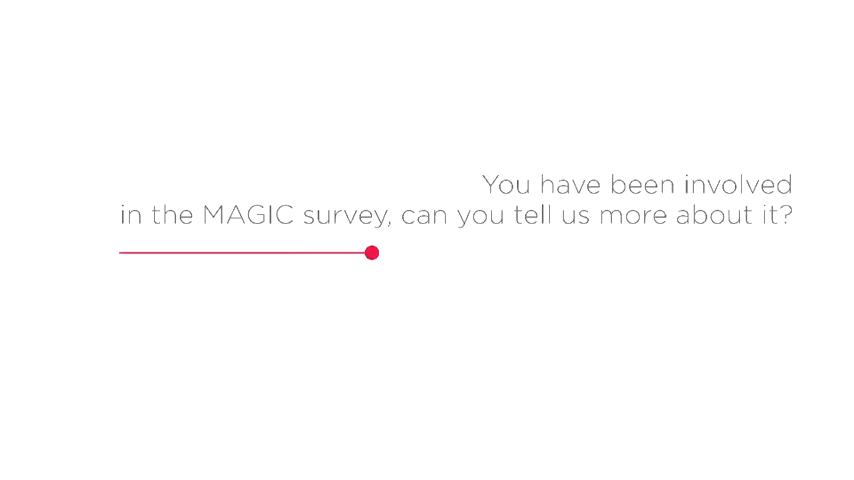 You have been involved
in the MAGIC survey, can you tell us more about it?